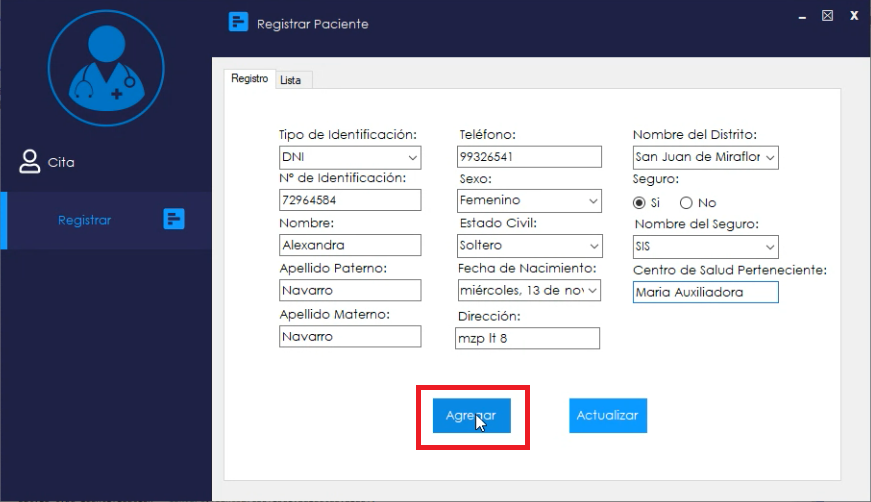 Registrar Paciente
Cita
Registrar
Registro
Lista
Tipo de Identificación:
DNI
N° de Identificación:
72964584
Nombre:
Alexandra
Apellido Paterno:
Navarro
Apellido Materno:
Navarro
Teléfono:
99326541
Sexo:
Femenino
Estado Civil:
Soltero
Fecha de Nacimiento:
miércoles, 13 de nov
Dirección:
mzp lt 8
Nombre del Distrito:
San Juan de Miraflor
Seguro:
Si No
Nombre del Seguro:
SIS
Centro de Salud Perteneciente:
Maria Auxiliadora
Agregar
Actualizar